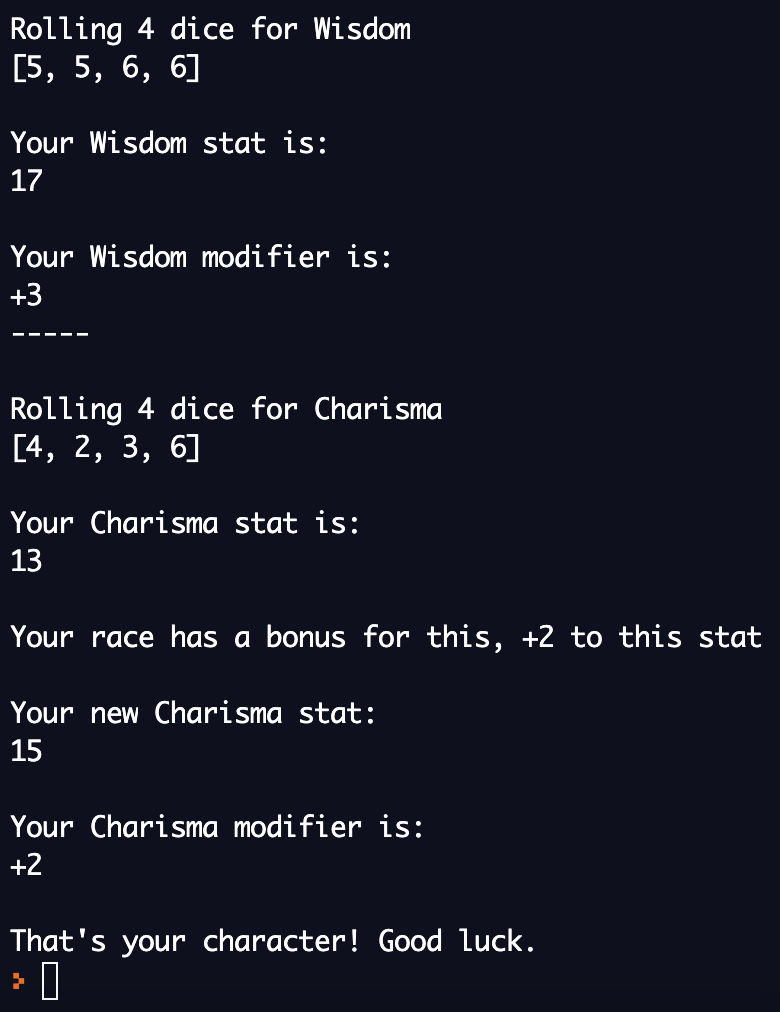 Rolling 4 dice for Wisdom
[5, 5, 6, 6]
Your Wisdom stat is:
17
Your Wisdom modifier is:
+3
-----
Rolling 4 dice for Charisma
[4, 2, 3, 6]
Your Charisma stat is:
13
Your race has a bonus for this, +2 to this stat
Your new Charisma stat:
15
Your Charisma modifier is:
+2
That's your character! Good luck.
>